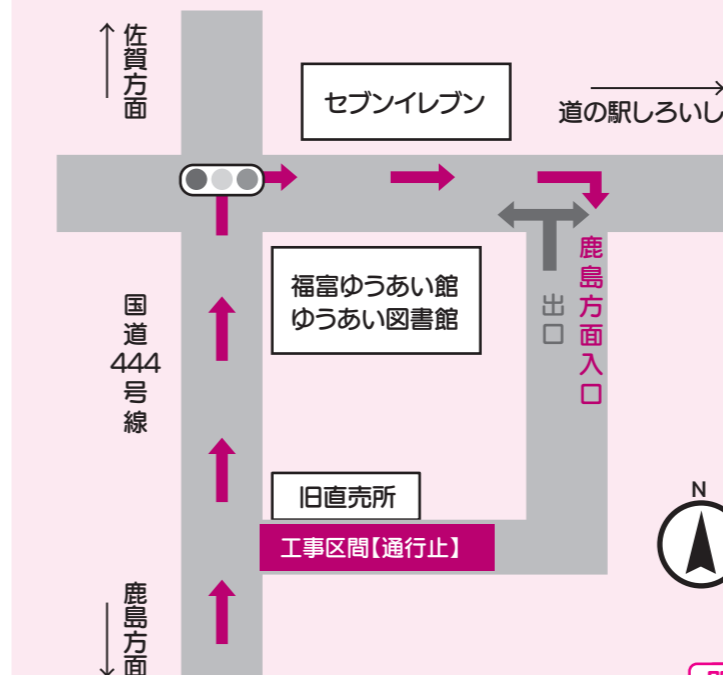 佐賀方面
セブンイレブン
道の駅しろいし
福富ゆうあい館
ゆうあい図書館
出口
鹿島方面入口
国道444号線
旧直売所
工事区間【通行止】
N
鹿島方面